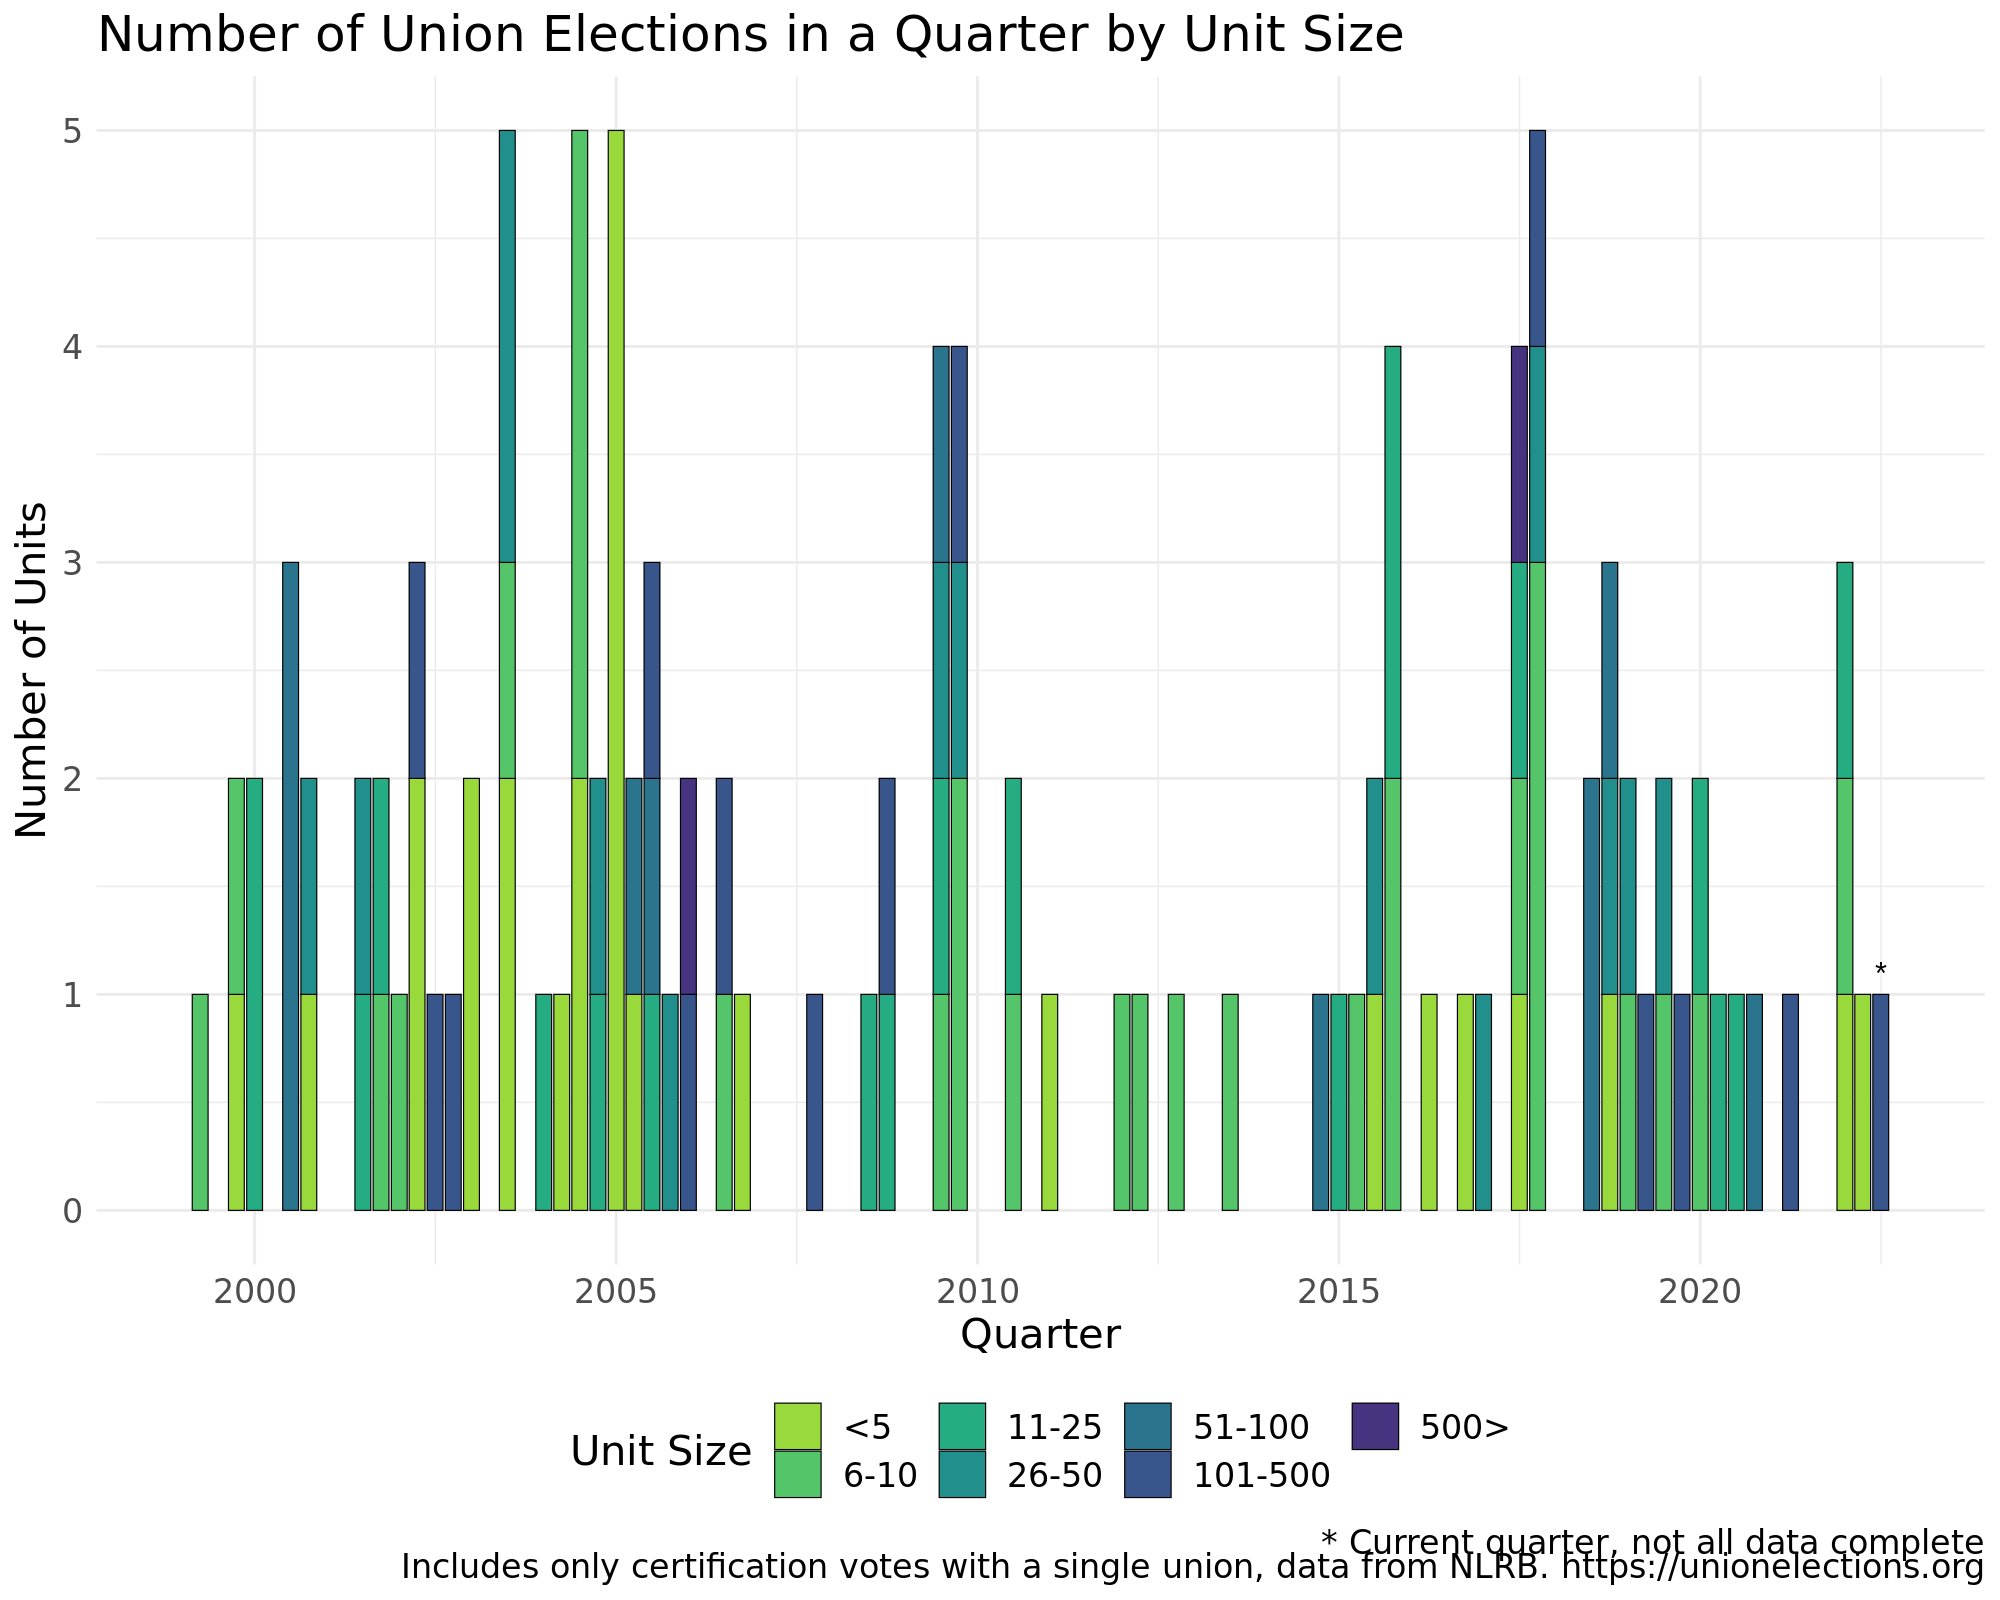 Number of Union Elections in a Quarter by Unit Size
Number of Units
5
4
3
2
1
0
*
2000 2005 2010 2015 2020
Quarter
Unit Size
<5 11-25 51-100 500>
6-10 26-50 101-500
* Current quarter, not all data complete
Includes only certification votes with a single union, data from NLRB. https://unionelections.org